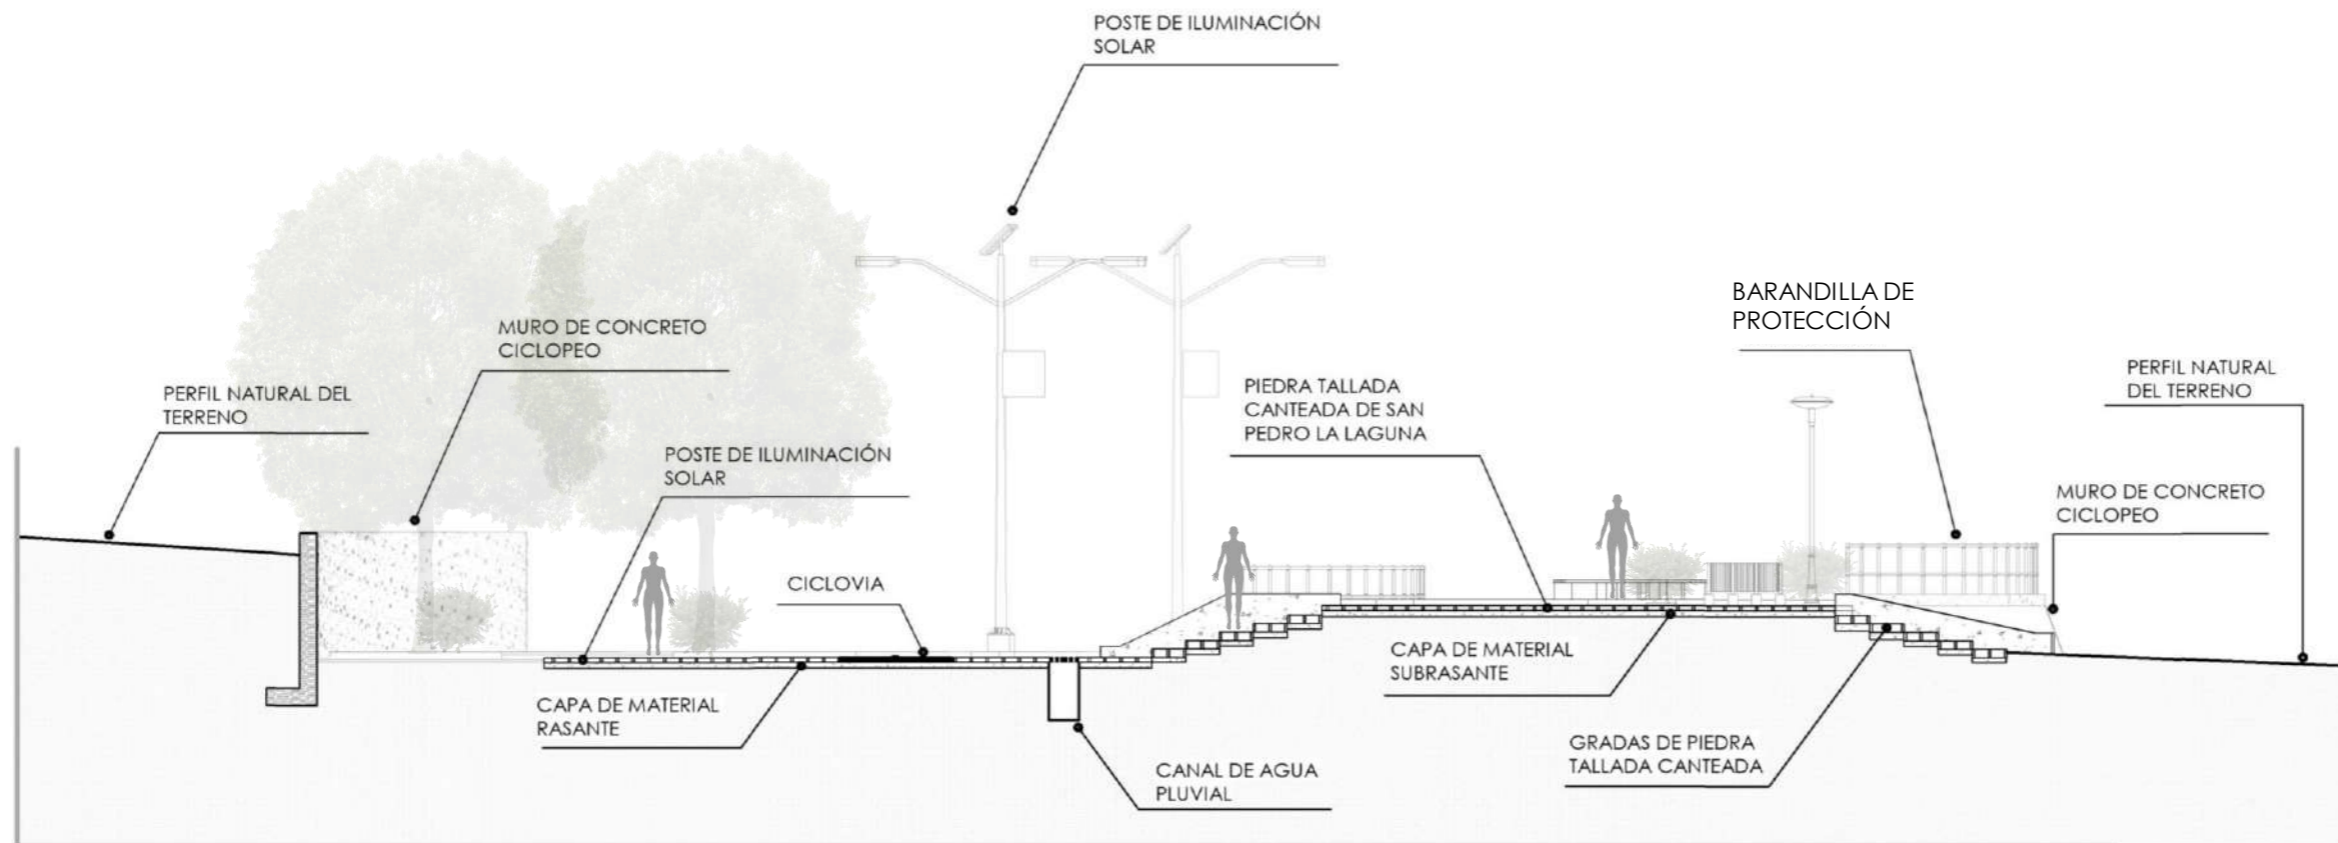 POSTE DE ILUMINACIÓN
SOLAR
BARANDILLA DE
PROTECCIÓN
MURO DE CONCRETO
CICLOPEO
PERFIL NATURAL
DEL TERRENO
PERFIL NATURAL DEL
TERRENO
PIEDRA TALLADA
CANTEADA DE SAN
PEDRO LA LAGUNA
POSTE DE ILUMINACIÓN
SOLAR
MURO DE CONCRETO
CICLOPEO
CICLOVIA
CAPA DE MATERIAL
SUBRASANTE
CAPA DE MATERIAL
RASANTE
GRADAS DE PIEDRA
TALLADA CANTEADA
CANAL DE AGUA
PLUVIAL